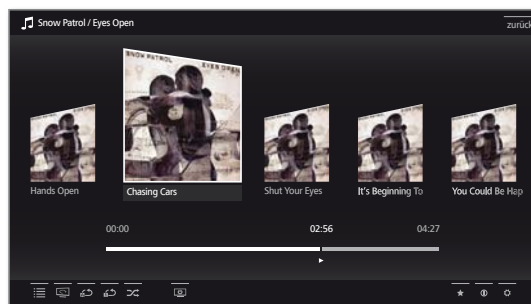 Snow Patrol / Eyes Open
zurück
SNOW PATROL EYES OPEN
Hands Open
Chasing Cars
Shut Your Eyes
It's Beginning To
You Could Be Hap
00:00 02:56 04:27